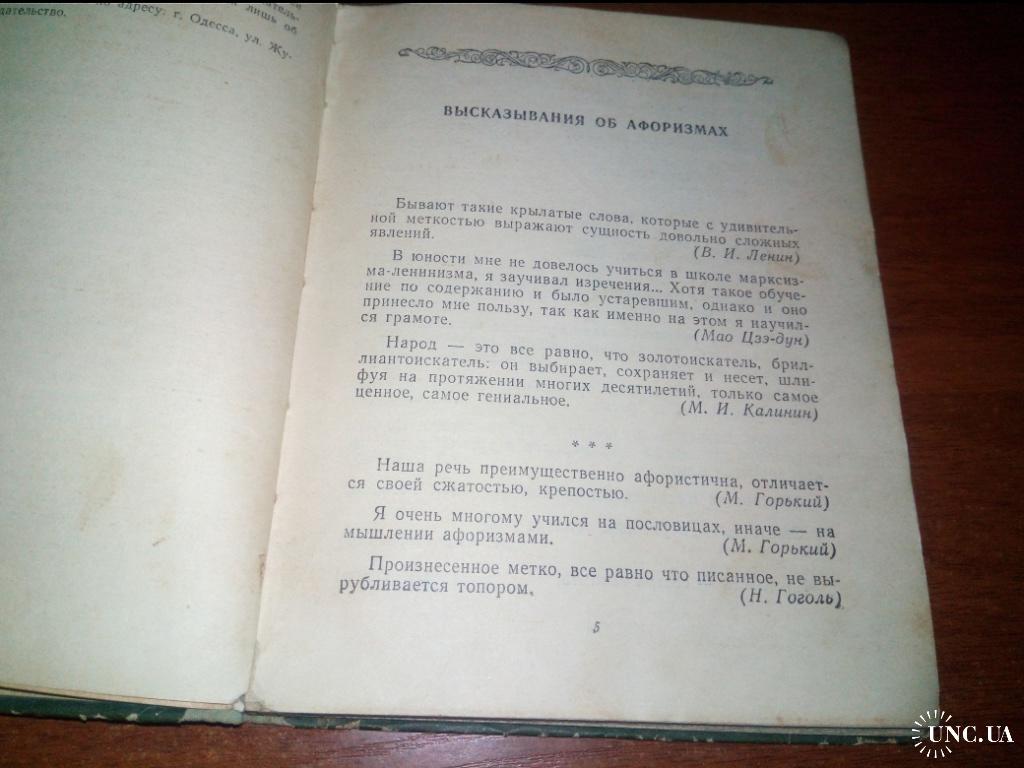 лишь об
адресу: г. Одесса, ул. Жу-
дательство.
ВЫСКАЗЫВАНИЯ ОБ АФОРИЗМАХ
Бывают такие крылатые слова, которые с удивитель-
ной меткостью выражают сущность довольно сложных
явлений.
(В. И. Ленин)
В юности мне не довелось учиться в школе марксиз-
ма-ленинизма, я заучивал изречения... Хотя такое обуче-
ние по содержанию и было устаревшим, однако и оно
принесло мне пользу, так как именно на этом я научил-
ся грамоте.
(Мао Цзэ-дун)
Народ — это все равно, что золотоискатель, брил-
лиантоискатель: он выбирает, сохраняет и несет, шли-
фуя на протяжении многих десятилетий, только самое
ценное, самое гениальное.
(М. И. Калинин)
* * *
Наша речь преимущественно афористична, отличает-
ся своей сжатостью, крепостью.
(М. Горький)
Я очень многому учился на пословицах, иначе — на
мышлении афоризмами.
(М. Горький)
Произнесенное метко, все равно что писанное, не вы-
рубливается топором.
(Н. Гоголь)
5
UNC.UA